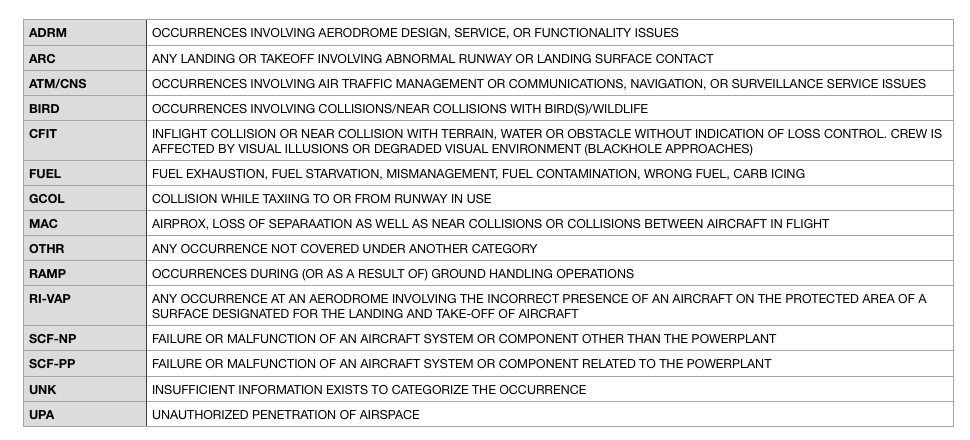 ADRM OCCURRENCES INVOLVING AERODROME DESIGN, SERVICE, OR FUNCTIONALITY ISSUES
ARC ANY LANDING OR TAKEOFF INVOLVING ABNORMAL RUNWAY OR LANDING SURFACE CONTACT
ATM/CNS OCCURRENCES INVOLVING AIR TRAFFIC MANAGEMENT OR COMMUNICATIONS, NAVIGATION, OR SURVEILLANCE SERVICE ISSUES
BIRD OCCURRENCES INVOLVING COLLISIONS/NEAR COLLISIONS WITH BIRD(S)/WILDLIFE
CFIT INFLIGHT COLLISION OR NEAR COLLISION WITH TERRAIN, WATER OR OBSTACLE WITHOUT INDICATION OF LOSS CONTROL. CREW IS
AFFECTED BY VISUAL ILLUSIONS OR DEGRADED VISUAL ENVIRONMENT (BLACKHOLE APPROACHES)
FUEL FUEL EXHAUSTION, FUEL STARVATION, MISMANAGEMENT, FUEL CONTAMINATION, WRONG FUEL, CARB ICING
GCOL COLLISION WHILE TAXIING TO OR FROM RUNWAY IN USE
MAC AIRPROX, LOSS OF SEPARAATION AS WELL AS NEAR COLLISIONS OR COLLISIONS BETWEEN AIRCRAFT IN FLIGHT
OTHR ANY OCCURRENCE NOT COVERED UNDER ANOTHER CATEGORY
RAMP OCCURRENCES DURING (OR AS A RESULT OF) GROUND HANDLING OPERATIONS
RI-VAP ANY OCCURRENCE AT AN AERODROME INVOLVING THE INCORRECT PRESENCE OF AN AIRCRAFT ON THE PROTECTED AREA OF A
SURFACE DESIGNATED FOR THE LANDING AND TAKE-OFF OF AIRCRAFT
SCF-NP FAILURE OR MALFUNCTION OF AN AIRCRAFT SYSTEM OR COMPONENT OTHER THAN THE POWERPLANT
SCF-PP FAILURE OR MALFUNCTION OF AN AIRCRAFT SYSTEM OR COMPONENT RELATED TO THE POWERPLANT
UNK INSUFFICIENT INFORMATION EXISTS TO CATEGORIZE THE OCCURRENCE
UPA UNAUTHORIZED PENETRATION OF AIRSPACE